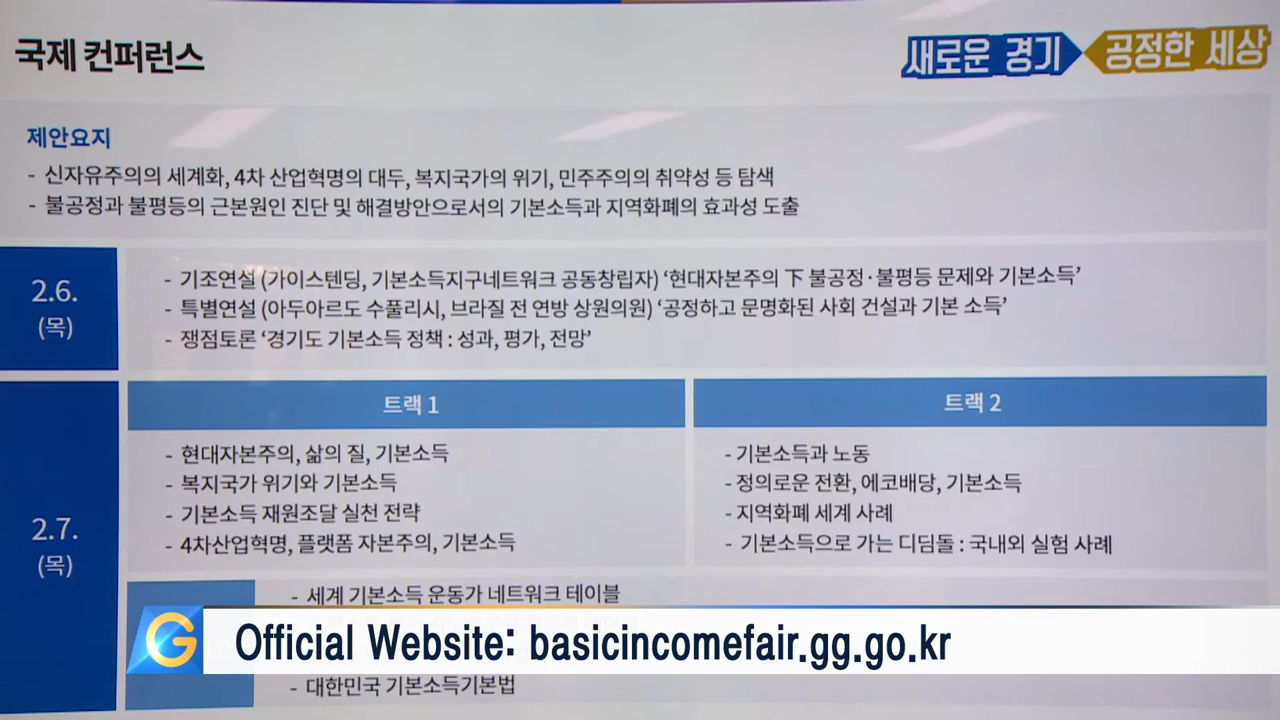 국제 컨퍼런스
새로운 경기 공정한 세상
제안요지
- 신자유주의의 세계화, 4차 산업혁명의 대두, 복지국가의 위기, 민주주의의 취약성 등 탐색
- 불공정과 불평등의 근본원인 진단 및 해결방안으로서의 기본소득과 지역화폐의 효과성 도출
2.6.
(목)
- 기조연설 (가이스텐딩, 기본소득지구네트워크 공동창립자) ‘현대자본주의 下 불공정·불평등 문제와 기본소득’
- 특별연설 (아두아르도 수풀리시, 브라질 전 연방 상원의원) ‘공정하고 문명화된 사회 건설과 기본 소득’
- 쟁점토론 ‘경기도 기본소득 정책 : 성과, 평가, 전망’
2.7.
(목)
트랙 1
- 현대자본주의, 삶의 질, 기본소득
- 복지국가 위기와 기본소득
- 기본소득 재원조달 실천 전략
- 4차산업혁명, 플랫폼 자본주의, 기본소득
트랙 2
- 기본소득과 노동
- 정의로운 전환, 에코배당, 기본소득
- 지역화폐 세계 사례
- 기본소득으로 가는 디딤돌 : 국내외 실험 사례
- 세계 기본소득 운동가 네트워크 테이블
G
Official Website: basicincomefair.gg.go.kr
- 대한민국 기본소득기본법